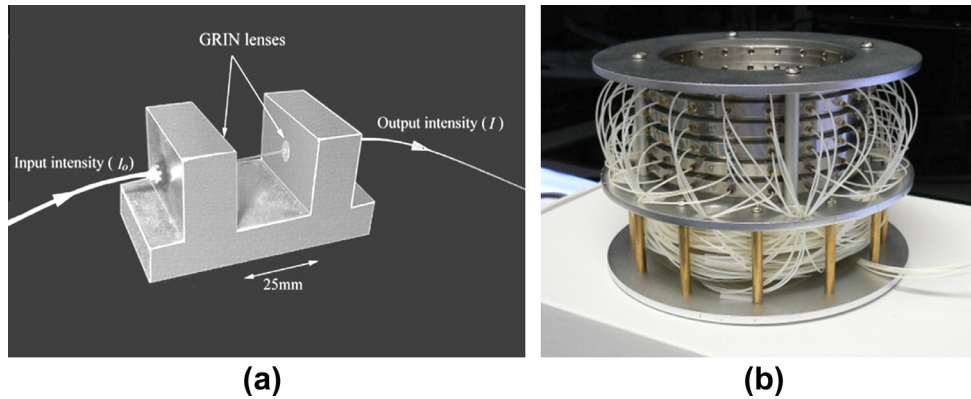 GRIN lenses
Output intensity (I)
Input intensity (Io)
25mm
(a)
(b)